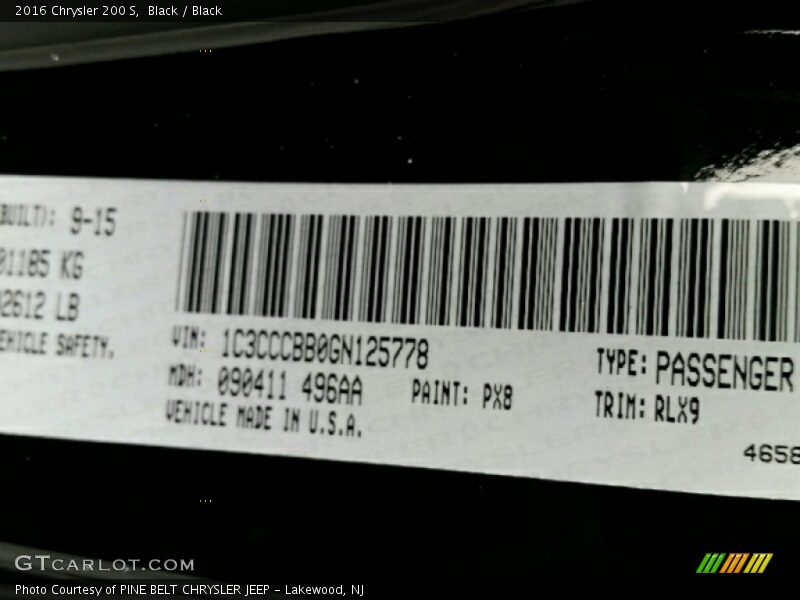 2016 Chrysler 200 S, Black / Black
BUILT): 9-15
01185 KG
02612 LB
VEHICLE SAFETY.
VIN: 1C3CCCBB0GN125778
TYPE: PASSENGER
MDH: 090411 496AA
PAINT: PX8
TRIM: RLX9
VEHICLE MADE IN U.S.A.
4658
GTCARLOT.COM
Photo Courtesy of PINE BELT CHRYSLER JEEP - Lakewood, NJ